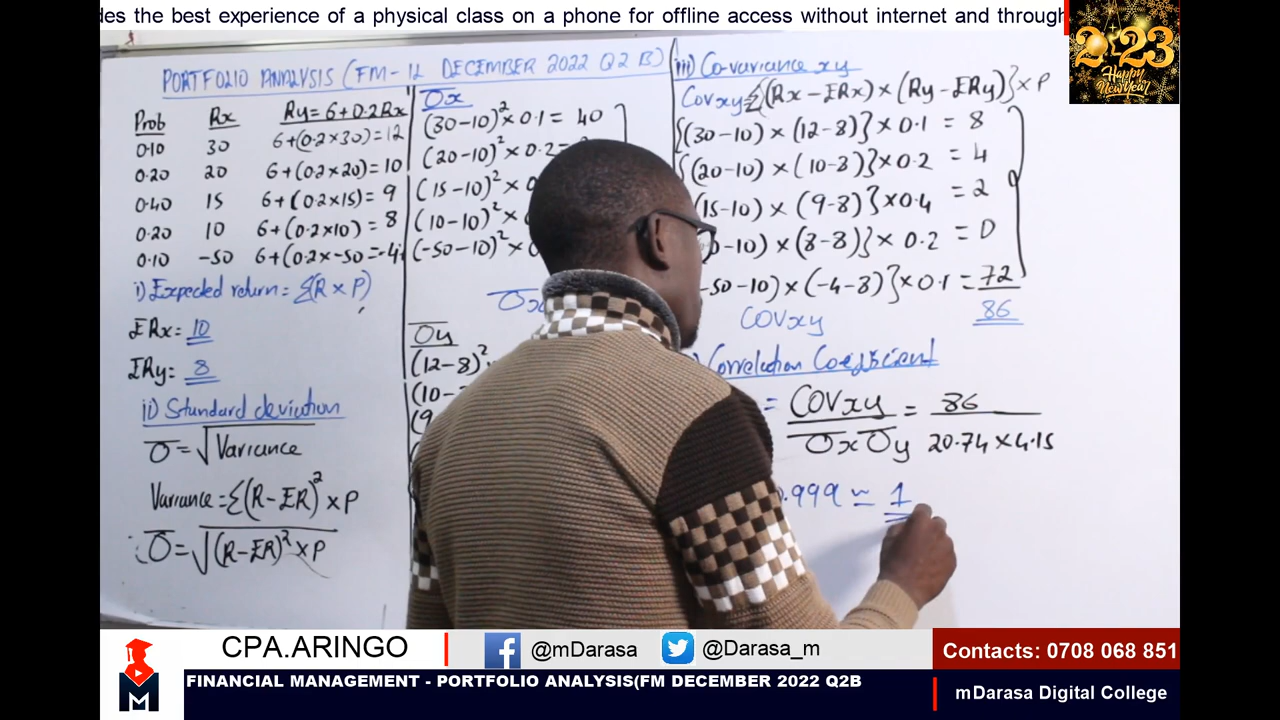 des the best experience of a physical class on a phone for offline access without internet and through
2023
Happy
New Year
PORTFOLIO ANALYSIS (FM-12 DECEMBER 2022 Q2 B)
Prob Rx Ry = 6+0.2Rx
0.10 30 6+(0.2×30)=12
0.20 20 6+(0.2×20)=10
0.40 15 6+(0.2×15)=9
0.20 10 6+(0.2×10)=8
0.10 -50 6+(0.2×-50=-4
i) Expected return = Σ(R×P)
ERx= 10
ERy= 8
ii) Standard deviation
σ=√Variance
Variance=Σ(R-ER)²×P
σ=√(R-ER)²×P
σx
(30-10)²×0.1= 40
(20-10)²×0.2=
(15-10)²×0
(10-10)²×
(-50-10)²×0
σx
σy
(12-8)²
(10-
(9
iii) Co-variance xy
Covxy=Σ{(Rx-ERx)×(Ry-ERy)}×P
{(30-10)×(12-8)}×0.1 = 8
{(20-10)×(10-8)}×0.2 = 4
15-10)×(9-8)}×0.4 = 2
0-10)×(8-8)}×0.2 = 0
-50-10)×(-4-8)}×0.1=72
COVxy 86
Correlation Coefficient
= COVxy = 86
σxσy 20.74×4.15
0.999 ≃ 1
CPA.ARINGO
@mDarasa
@Darasa_m
Contacts: 0708 068 851
FINANCIAL MANAGEMENT - PORTFOLIO ANALYSIS(FM DECEMBER 2022 Q2B
mDarasa Digital College